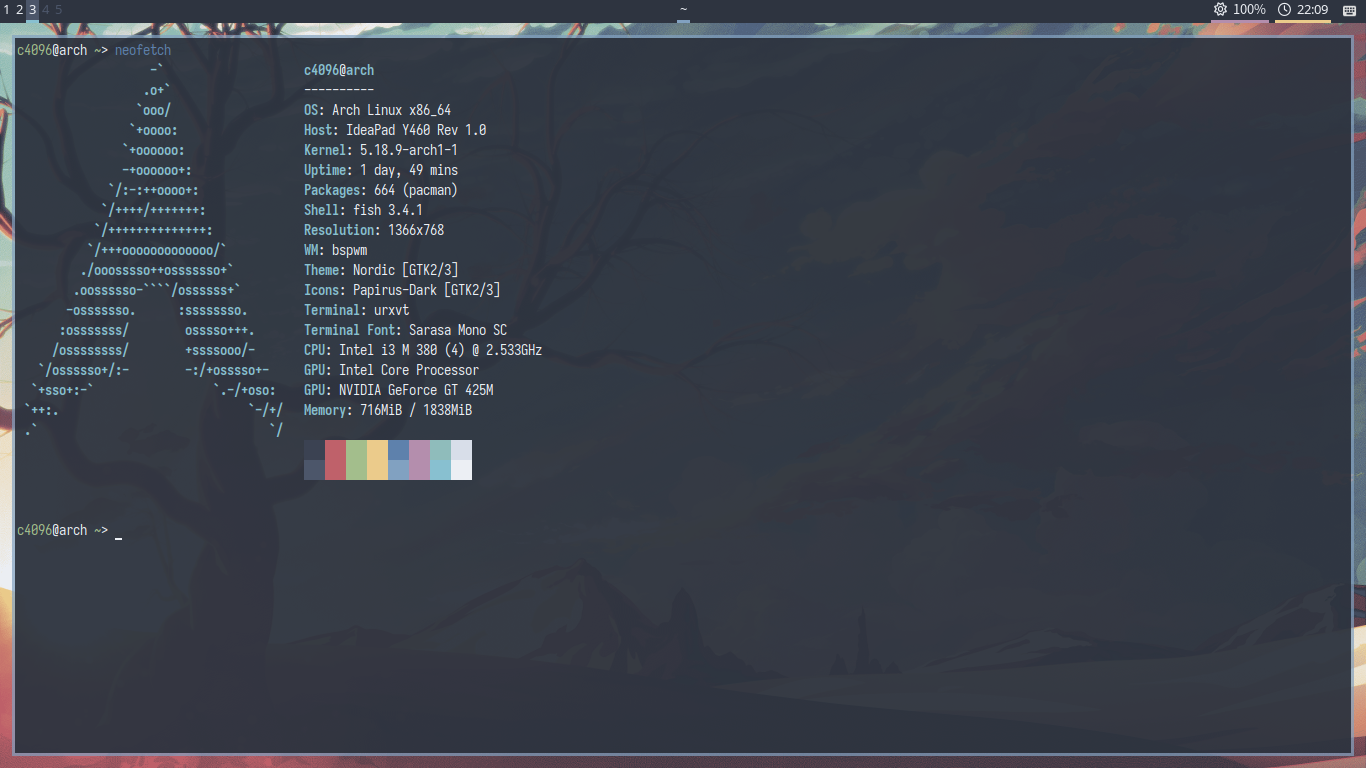 1 2 3 4 5 ~ 100% 22:09
c4096@arch ~> neofetch
-` c4096@arch
.o+` ----------
`ooo/ OS: Arch Linux x86_64
`+oooo: Host: IdeaPad Y460 Rev 1.0
`+oooooo: Kernel: 5.18.9-arch1-1
-+oooooo+: Uptime: 1 day, 49 mins
`/:-:++oooo+: Packages: 664 (pacman)
`/++++/+++++++: Shell: fish 3.4.1
`/++++++++++++++: Resolution: 1366x768
`/+++ooooooooooooo/` WM: bspwm
./ooosssso++osssssso+` Theme: Nordic [GTK2/3]
.oossssso-````/ossssss+` Icons: Papirus-Dark [GTK2/3]
-osssssso. :ssssssso. Terminal: urxvt
:osssssss/ osssso+++. Terminal Font: Sarasa Mono SC
/ossssssss/ +ssssooo/- CPU: Intel i3 M 380 (4) @ 2.533GHz
`/ossssso+/:- -:/+osssso+- GPU: Intel Core Processor
`+sso+:-` `.-/+oso: GPU: NVIDIA GeForce GT 425M
`++:. `-/+/ Memory: 716MiB / 1838MiB
.` `/
c4096@arch ~>